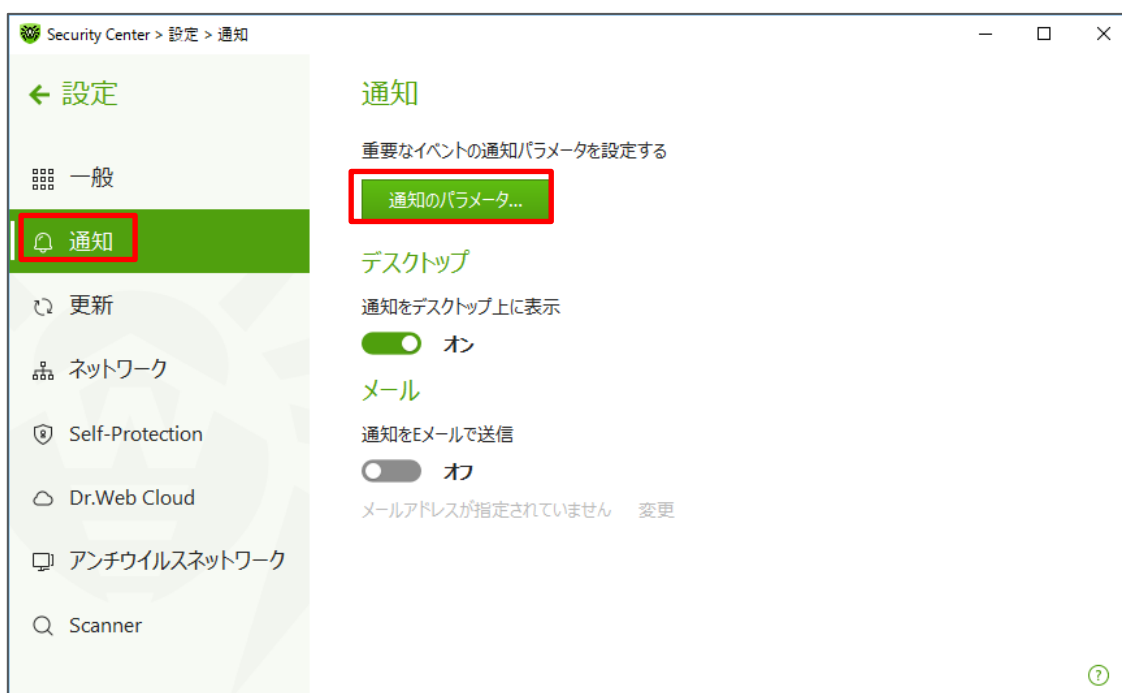 Security Center > 設定 > 通知
設定
一般
通知
更新
ネットワーク
Self-Protection
Dr.Web Cloud
アンチウイルスネットワーク
Scanner
通知
重要なイベントの通知パラメータを設定する
通知のパラメータ...
デスクトップ
通知をデスクトップ上に表示
オン
メール
通知をEメールで送信
オフ
メールアドレスが指定されていません 変更
?